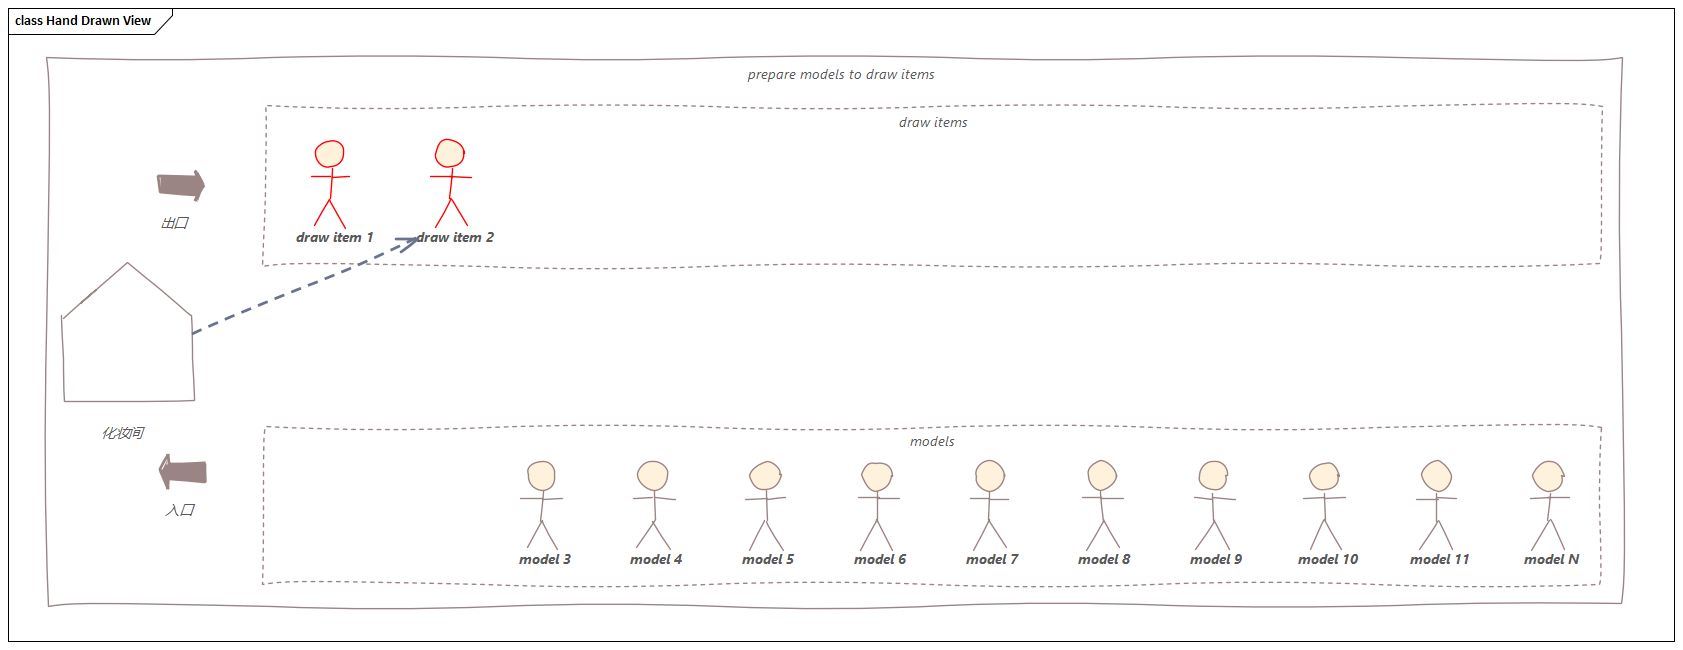 class Hand Drawn View
prepare models to draw items
draw items
出口
draw item 1
draw item 2
化妆间
models
入口
model 3
model 4
model 5
model 6
model 7
model 8
model 9
model 10
model 11
model N